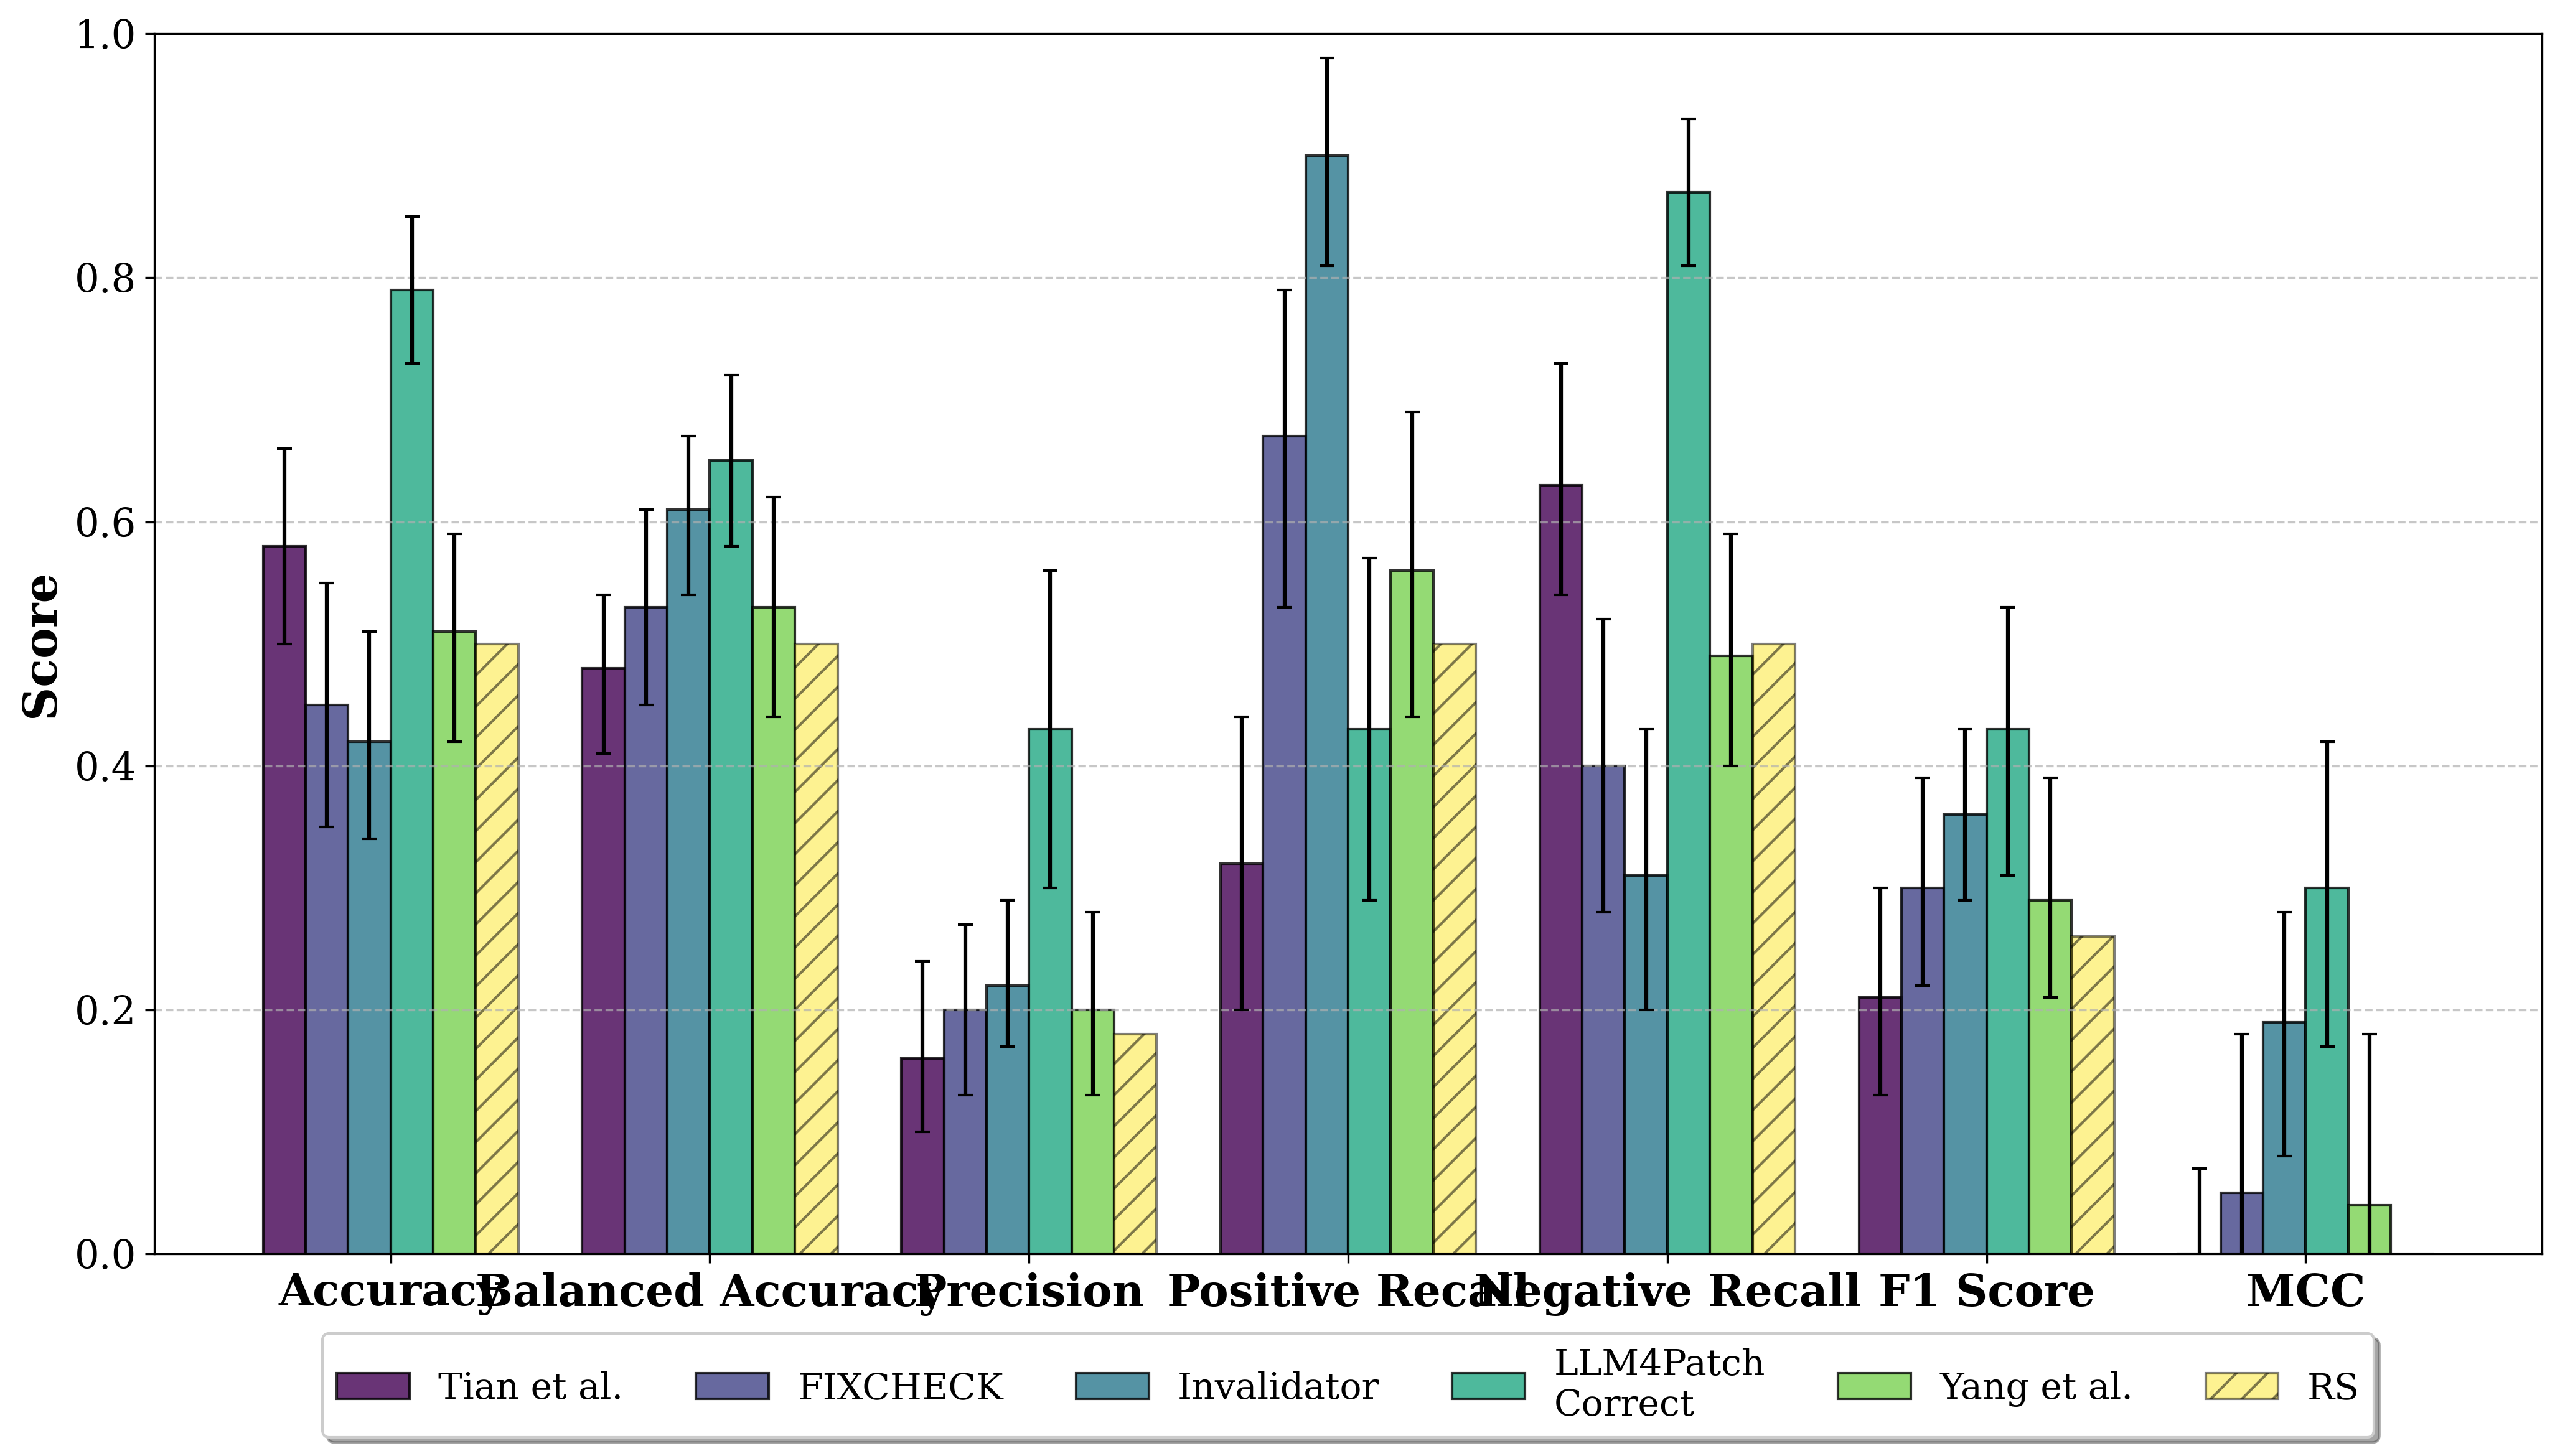 1.0
0.8
0.6
0.4
0.2
0.0
Score
Accuracy
Balanced Accuracy
Precision
Positive Recall
Negative Recall
F1 Score
MCC
Tian et al.
FIXCHECK
Invalidator
LLM4Patch
Correct
Yang et al.
RS